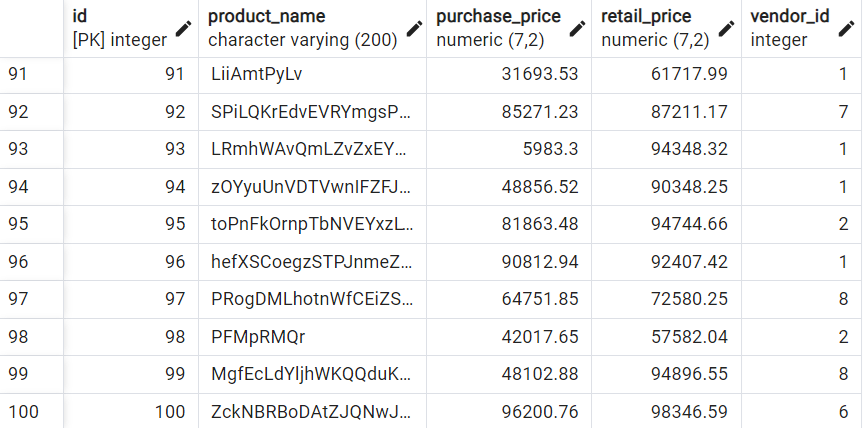 id product_name purchase_price retail_price vendor_id
[PK] integer character varying (200) numeric (7,2) numeric (7,2) integer
91 91 LiiAmtPyLv 31693.53 61717.99 1
92 92 SPiLQKrEdvEVRYmgsP... 85271.23 87211.17 7
93 93 LRmhWAvQmLZvZxEY... 5983.3 94348.32 1
94 94 zOYyuUnVDTVwnIFZFJ... 48856.52 90348.25 1
95 95 toPnFkOrnpTbNVEYxzL... 81863.48 94744.66 2
96 96 hefXSCoegzSTPJnmeZ... 90812.94 92407.42 1
97 97 PRogDMLhotnWfCEiZS... 64751.85 72580.25 8
98 98 PFMpRMQr 42017.65 57582.04 2
99 99 MgfEcLdYljhWKQQduK... 48102.88 94896.55 8
100 100 ZckNBRBoDAtZJQNwJ... 96200.76 98346.59 6